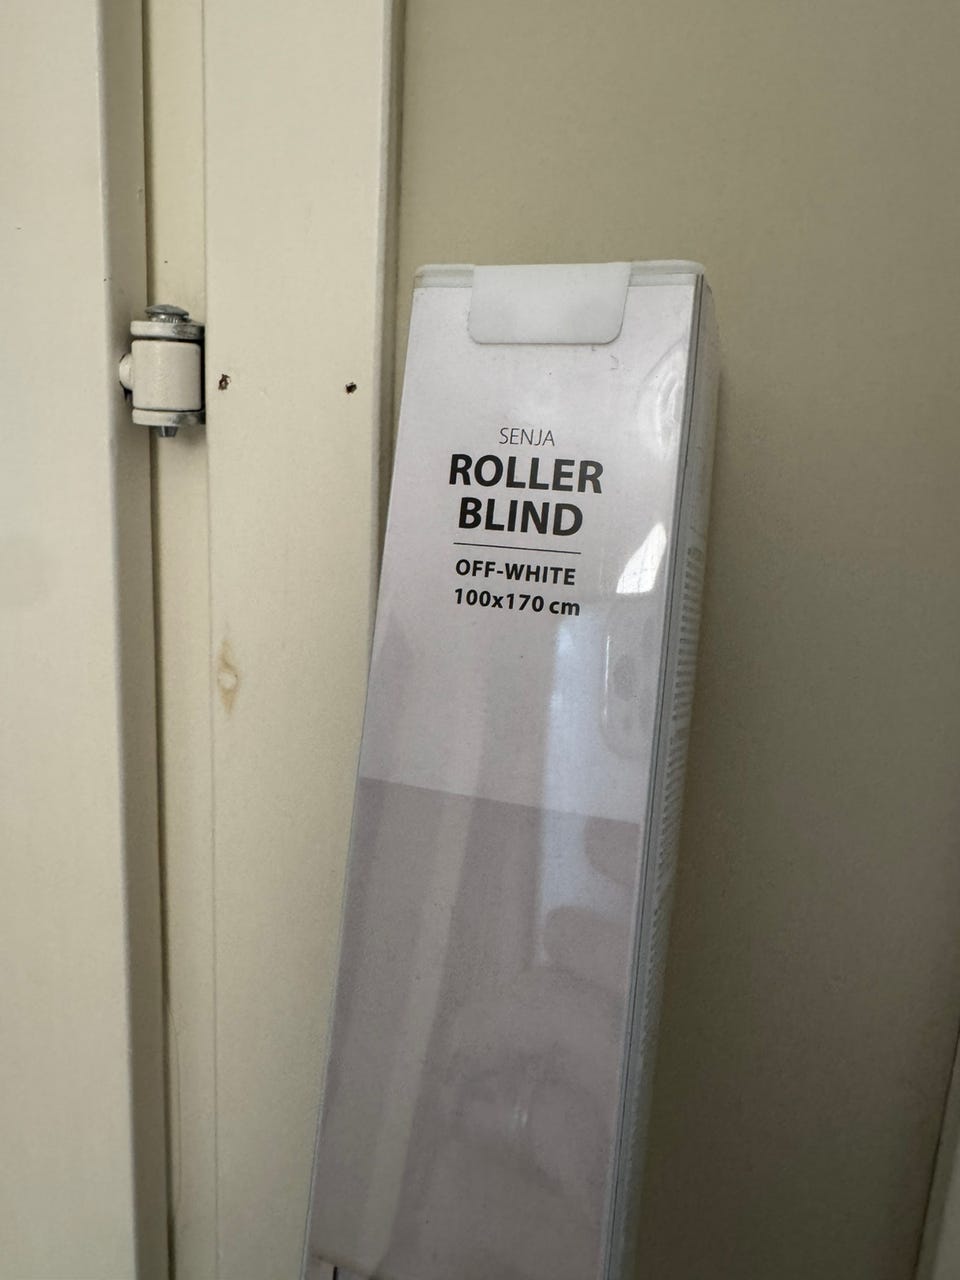 SENJA
ROLLER
BLIND
OFF-WHITE
100x170 cm